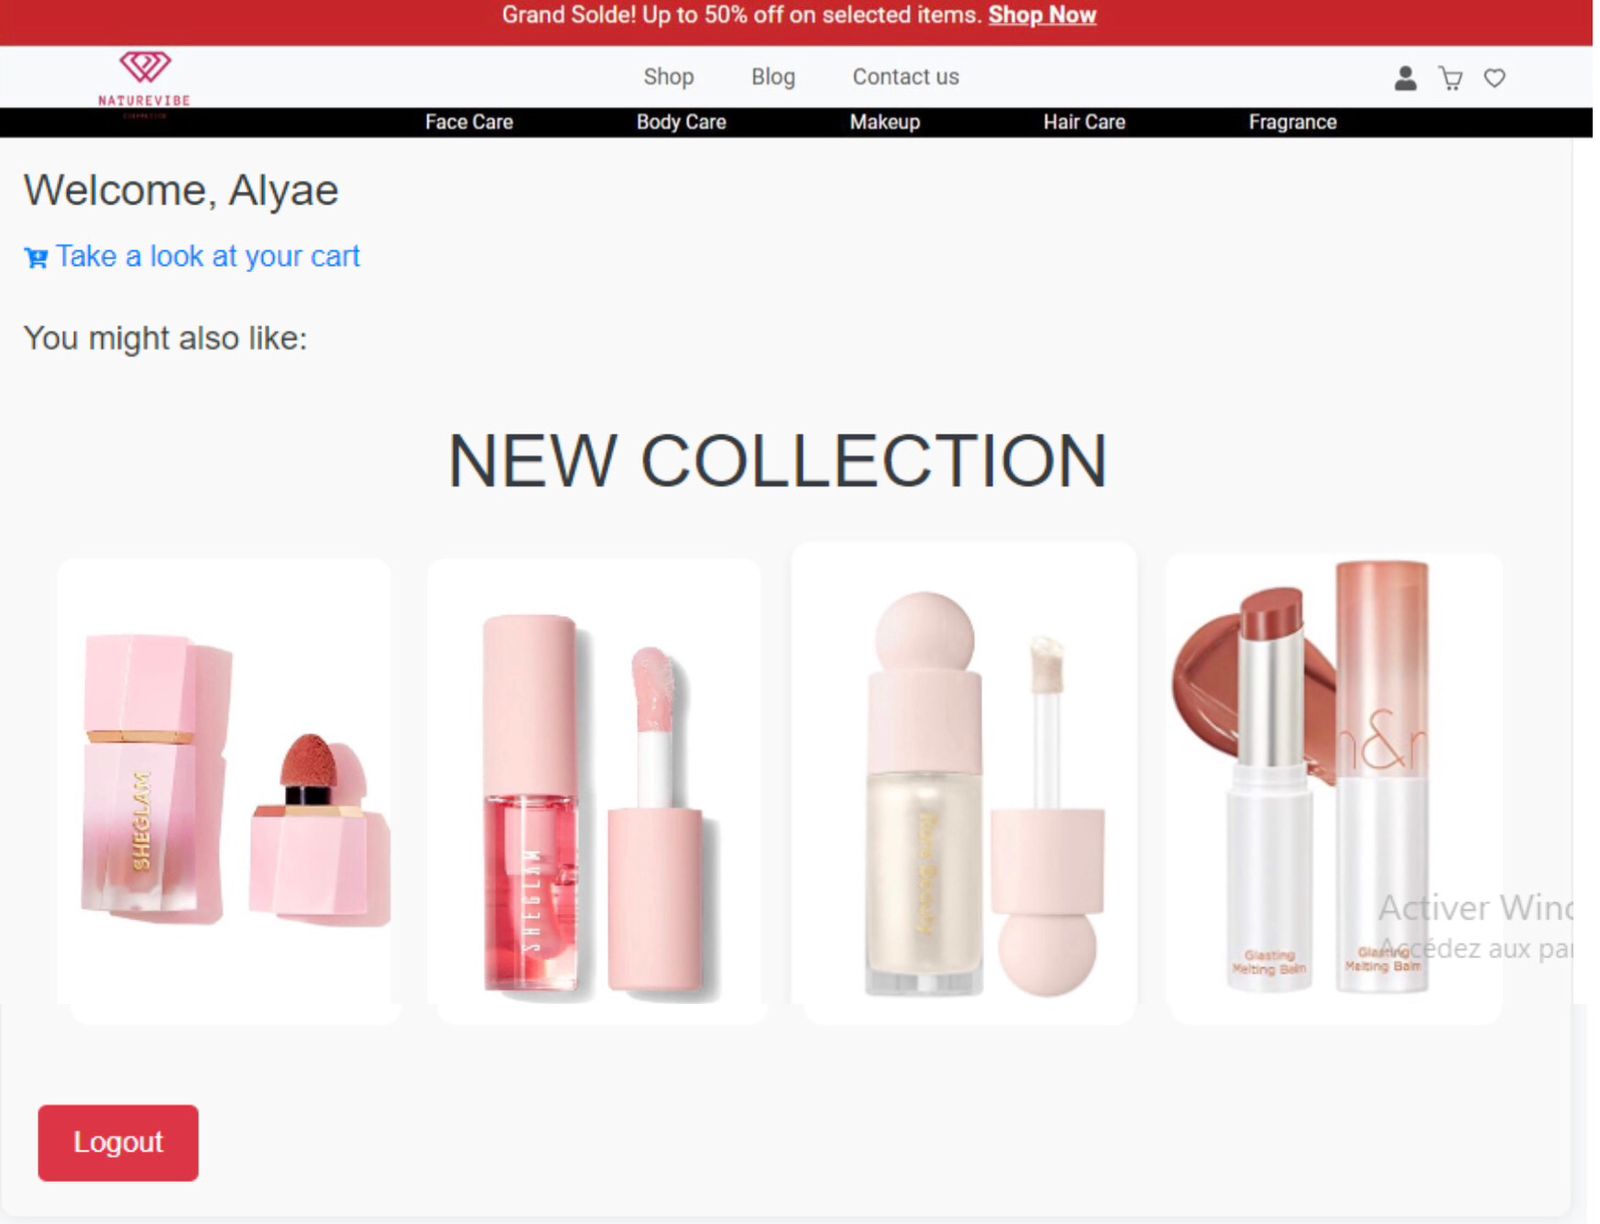 Grand Solde! Up to 50% off on selected items. Shop Now
NATUREVIBE
Shop Blog Contact us
Face Care Body Care Makeup Hair Care Fragrance
Welcome, Alyae
Take a look at your cart
You might also like:
NEW COLLECTION
SHEGLAM
SHEGLAM
Rare Beauty
n&r
Glasting
Melting Balm
Glasting
Melting Balm
Activer Wind
Accédez aux par
Logout